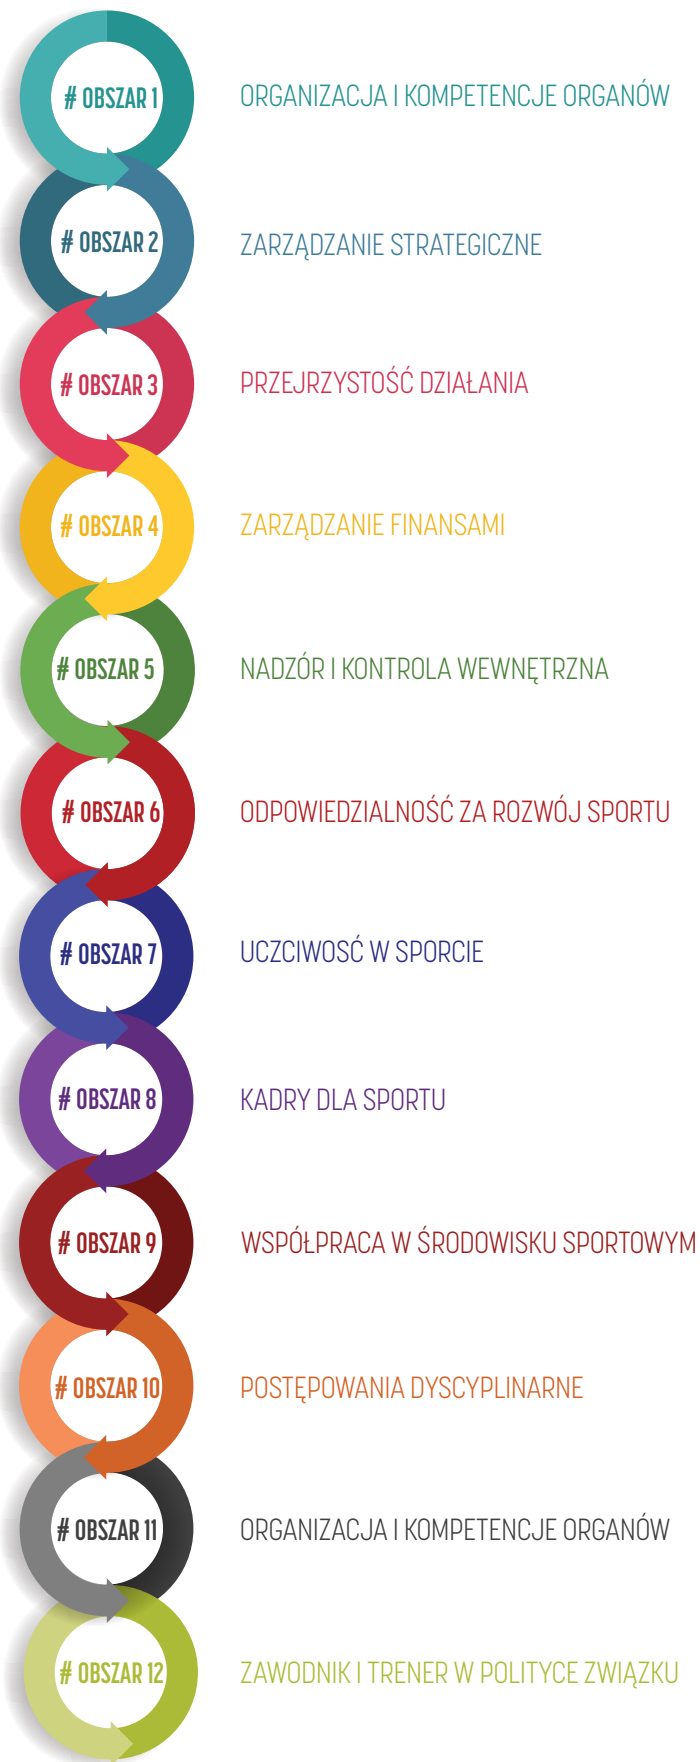 # OBSZAR 1 ORGANIZACJA I KOMPETENCJE ORGANÓW
# OBSZAR 2 ZARZĄDZANIE STRATEGICZNE
# OBSZAR 3 PRZEJRZYSTOŚĆ DZIAŁANIA
# OBSZAR 4 ZARZĄDZANIE FINANSAMI
# OBSZAR 5 NADZÓR I KONTROLA WEWNĘTRZNA
# OBSZAR 6 ODPOWIEDZIALNOŚĆ ZA ROZWÓJ SPORTU
# OBSZAR 7 UCZCIWOSĆ W SPORCIE
# OBSZAR 8 KADRY DLA SPORTU
# OBSZAR 9 WSPÓŁPRACA W ŚRODOWISKU SPORTOWYM
# OBSZAR 10 POSTĘPOWANIA DYSCYPLINARNE
# OBSZAR 11 ORGANIZACJA I KOMPETENCJE ORGANÓW
# OBSZAR 12 ZAWODNIK I TRENER W POLITYCE ZWIĄZKU